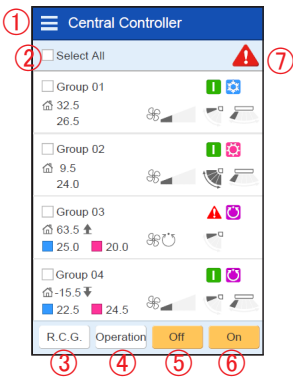 ① Central Controller
② Select All ⑦
Group 01
32.5
26.5
Group 02
9.5
24.0
Group 03
63.5
25.0 20.0
Group 04
-15.5
22.5 24.5
R.C.G. Operation Off On
③ ④ ⑤ ⑥